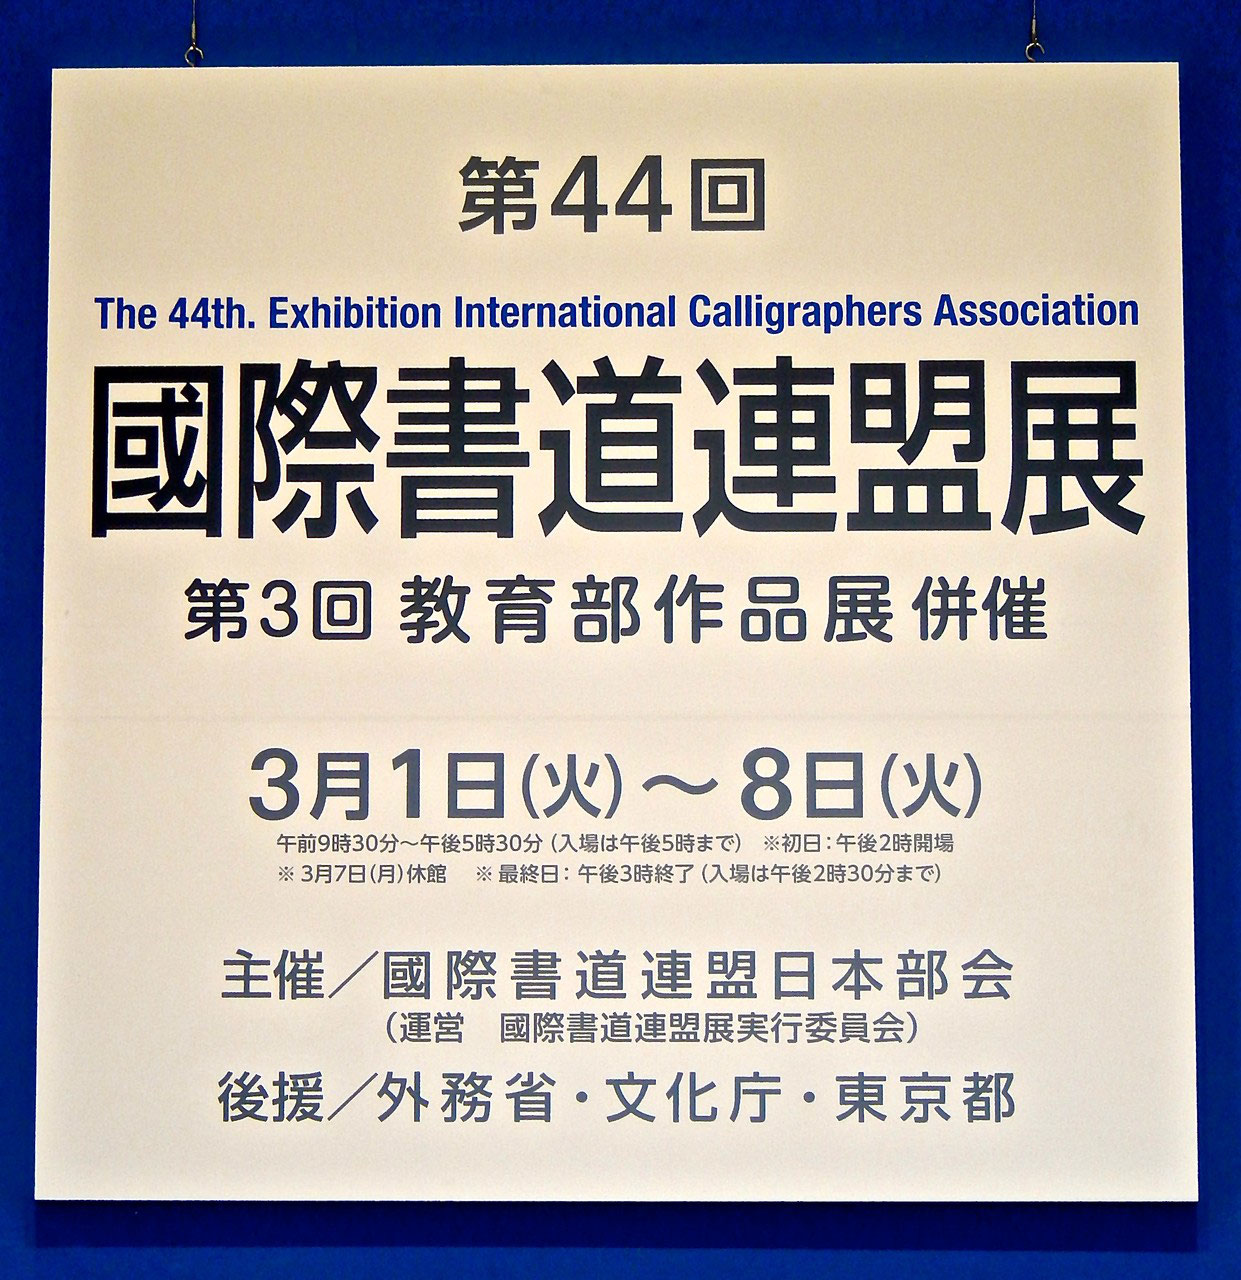 第44回
The 44th. Exhibition International Calligraphers Association
國際書道連盟展
第3回 教育部作品展 併催
3月1日(火)～8日(火)
午前9時30分～午後5時30分 (入場は午後5時まで) ※初日：午後2時開場
※ 3月7日(月)休館 ※ 最終日：午後3時終了 (入場は午後2時30分まで)
主催／國際書道連盟日本部会
(運営 國際書道連盟展実行委員会)
後援／外務省・文化庁・東京都